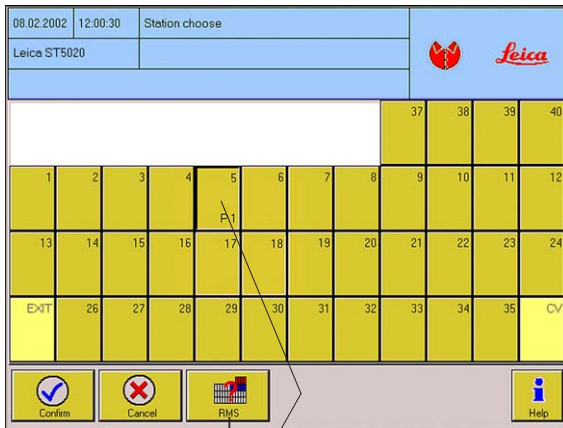 08.02.2002 12:00:30 Station choose
Leica ST5020
Leica
37 38 39 40
1 2 3 4 5 6 7 8 9 10 11 12
P1
13 14 15 16 17 18 19 20 21 22 23 24
EXIT 26 27 28 29 30 31 32 33 34 35 CV
Confirm Cancel RMS Help